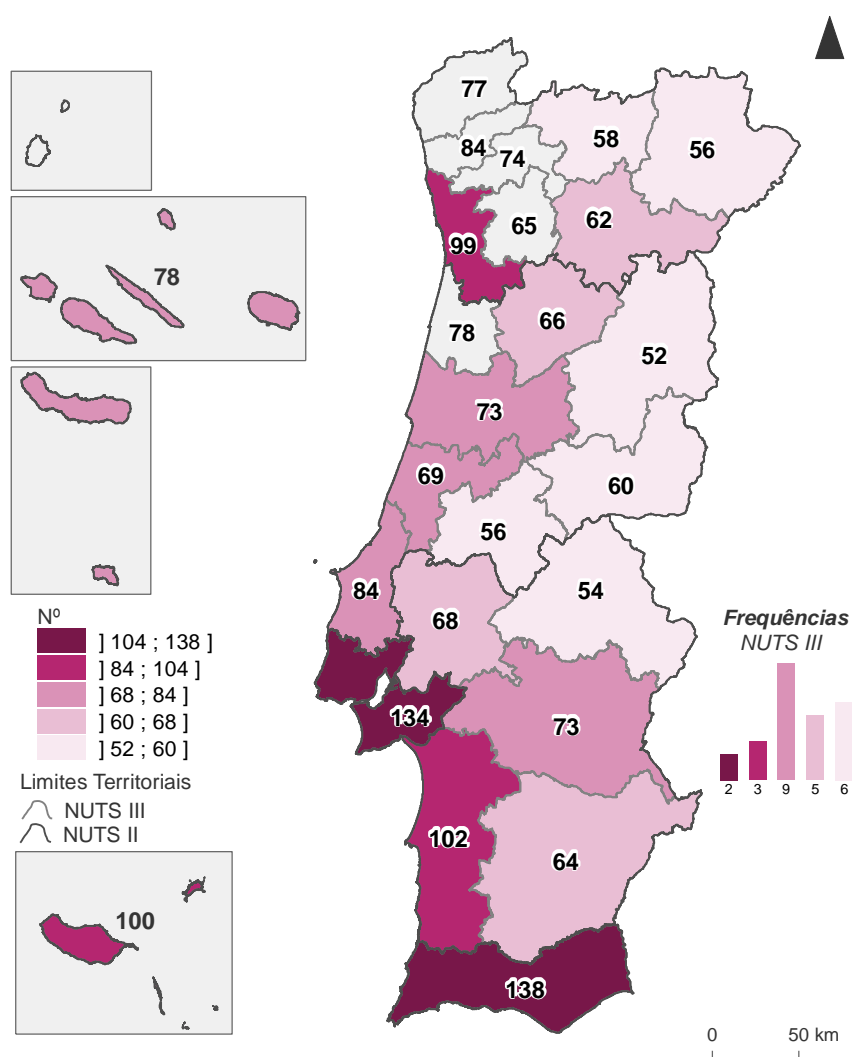 77
84
74
58
56
99
65
62
78
78
66
52
73
69
60
56
84
68
54
134
73
102
64
138
100
Nº
] 104 ; 138 ]
] 84 ; 104 ]
] 68 ; 84 ]
] 60 ; 68 ]
] 52 ; 60 ]
Limites Territoriais
NUTS III
NUTS II
Frequências
NUTS III
2 3 9 5 6
0 50 km